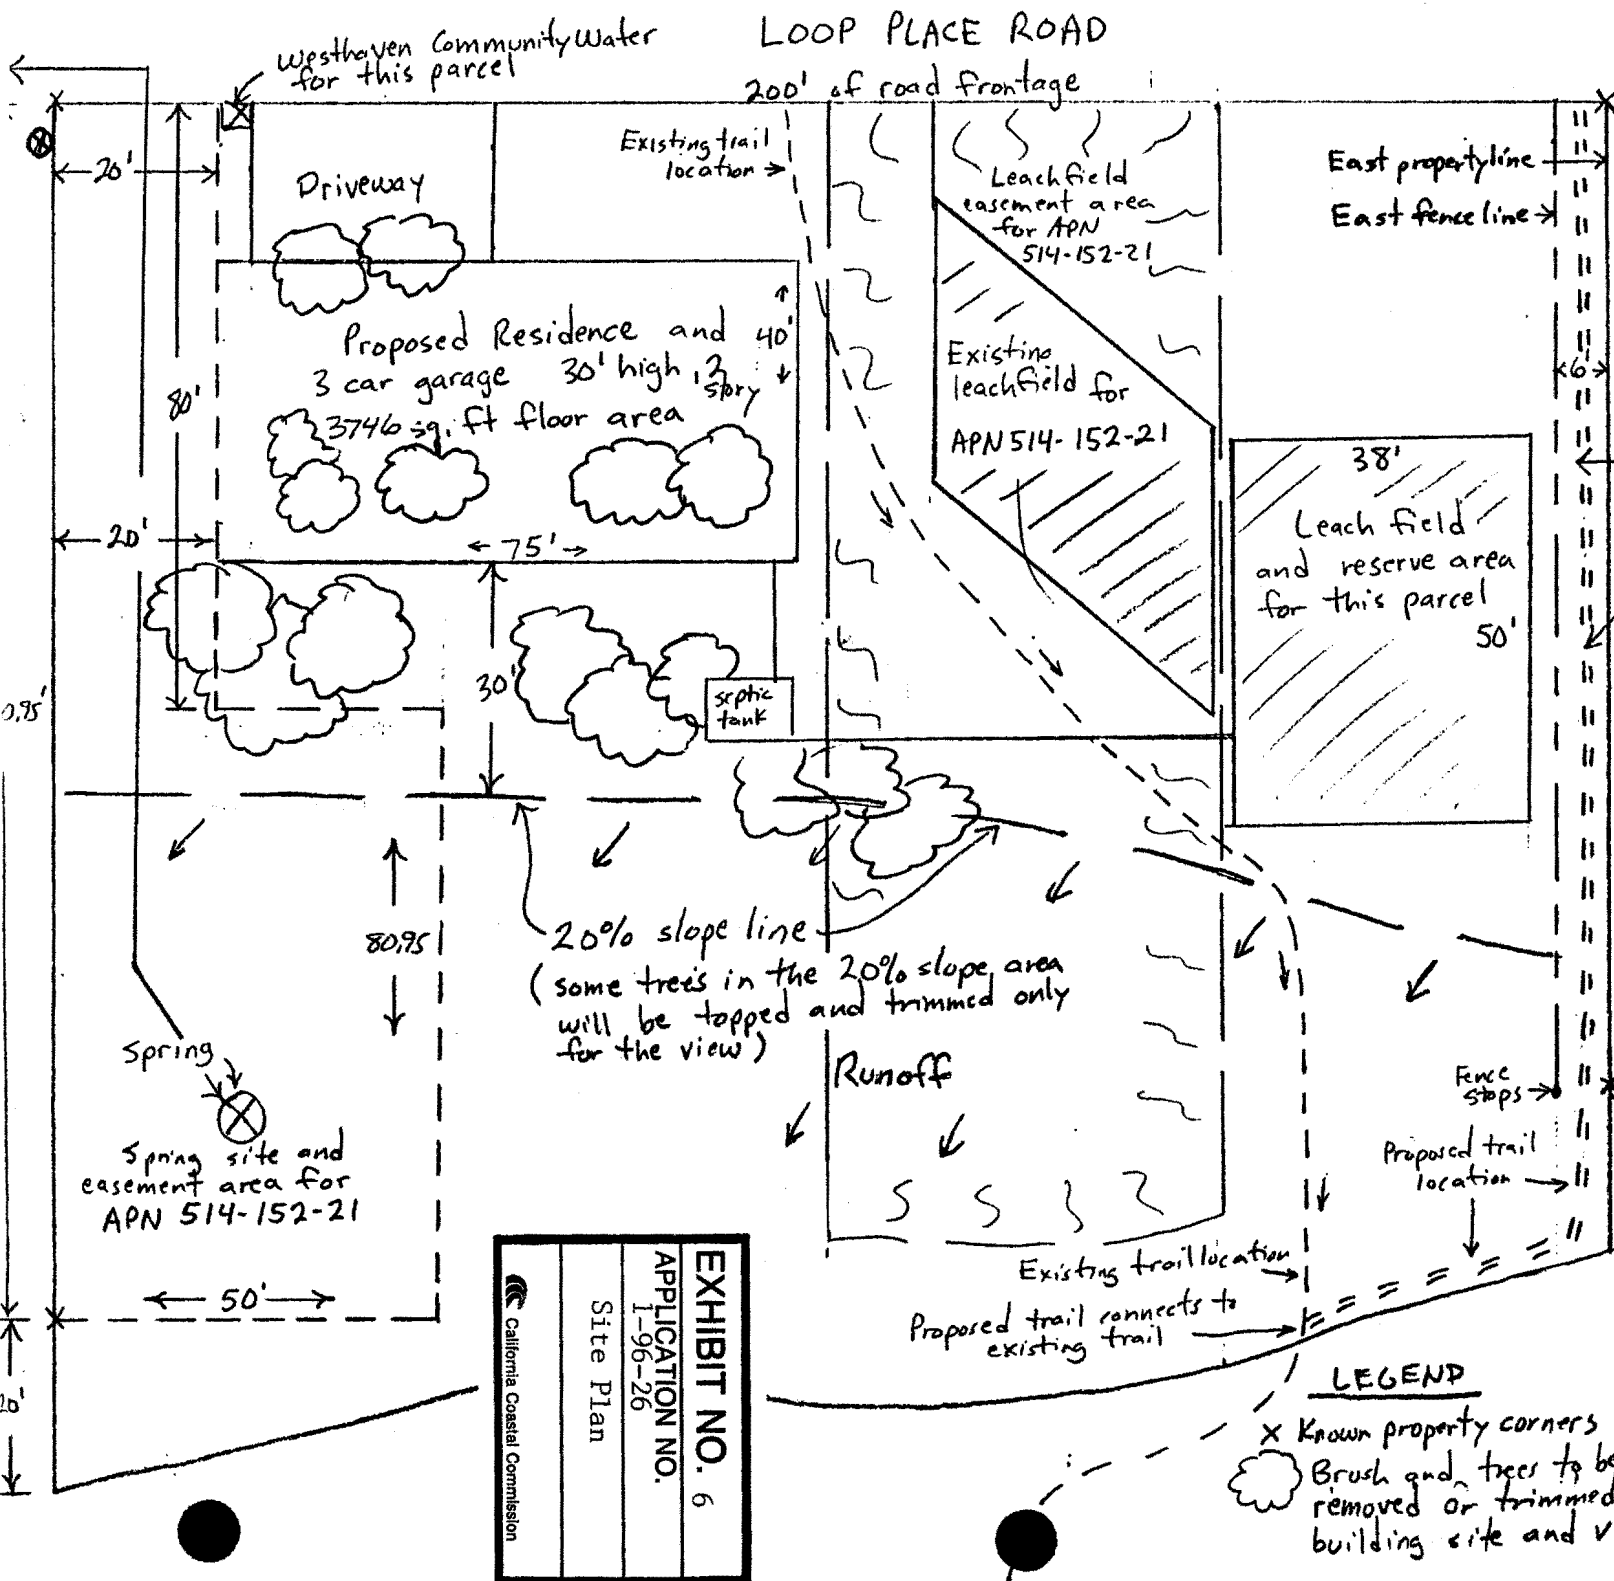 LOOP PLACE ROAD
Westhaven Community Water
for this parcel
200' of road frontage
20'
Driveway
Existing trail
location
Leachfield
easement area
for APN
514-152-21
East property line
East fence line
Proposed Residence and
3 car garage 30' high, 2 story
3746 sq. ft floor area
40'
80'
Existing
leachfield for
APN 514-152-21
6
38'
Leach field
and reserve area
for this parcel
50'
20'
75'
30'
septic
tank
0.95'
80.95
20% slope line
(some trees in the 20% slope area
will be topped and trimmed only
for the view)
Runoff
Spring
Spring site and
easement area for
APN 514-152-21
50'
20'
Fence
stops
Proposed trail
location
Existing trail location
Proposed trail connects to
existing trail
EXHIBIT NO. 6
APPLICATION NO.
1-96-26
Site Plan
California Coastal Commission
LEGEND
x Known property corners
Brush and trees to be
removed or trimmed
building site and v